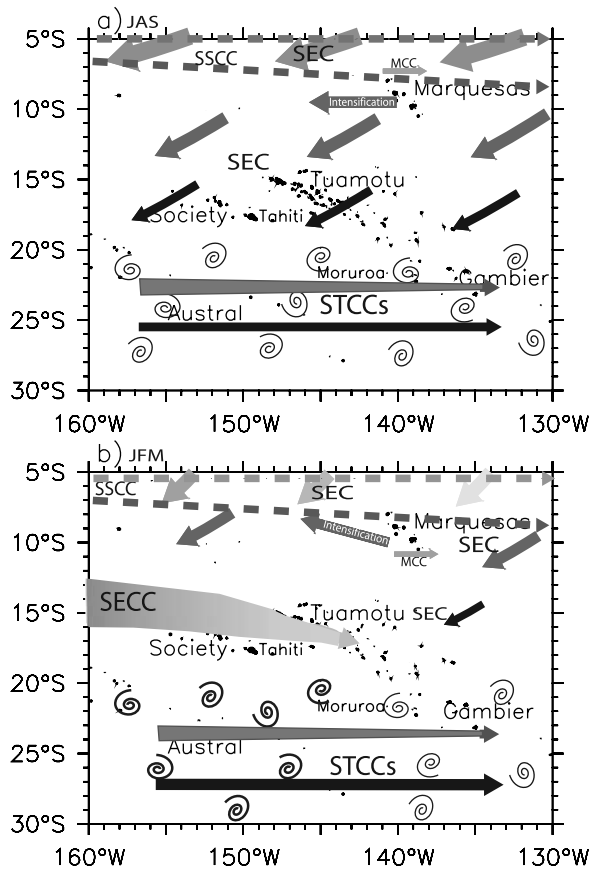 a) JAS
5°S
SSCC
SEC
MCC
Marquesas
10°S
Intensification
SEC
15°S
Tuamotu
Society
Tahiti
20°S
Moruroa
Gambier
STCCs
Austral
25°S
30°S
160°W
150°W
140°W
130°W
b) JFM
5°S
SSCC
SEC
Marquesas
Intensification
SEC
10°S
MCC
SECC
15°S
Tuamotu
SEC
Society
Tahiti
20°S
Moruroa
Gambier
Austral
25°S
STCCs
30°S
160°W
150°W
140°W
130°W